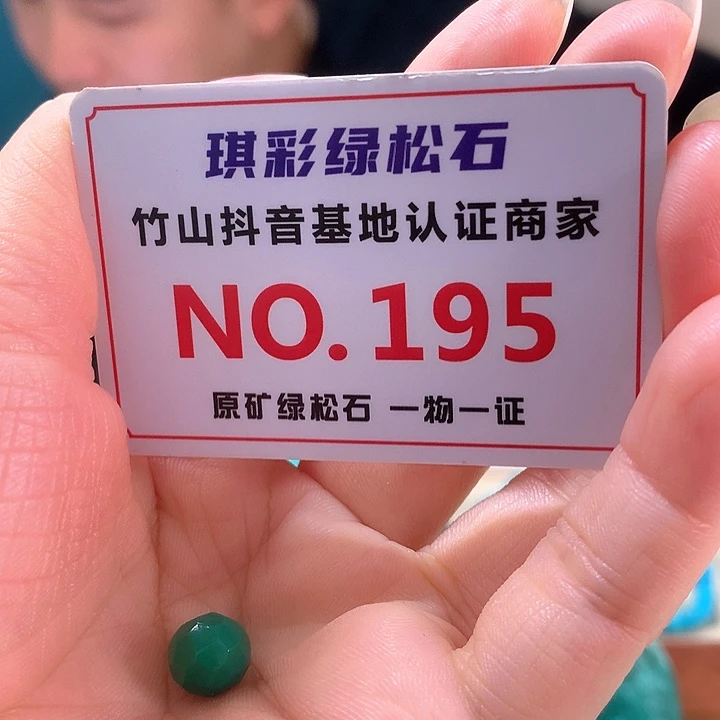 琪彩绿松石
竹山抖音基地认证商家
NO.195
原矿绿松石 一物一证